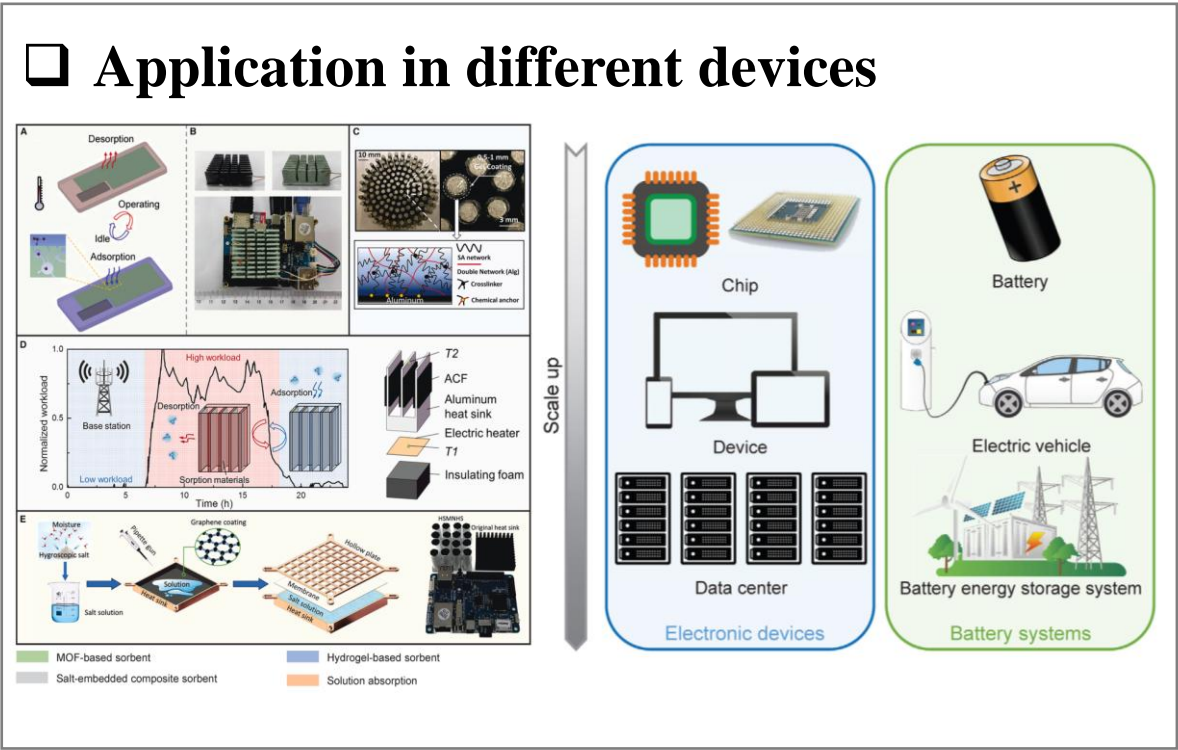 ❑ Application in different devices
A
Desorption
Operating
Idle
Adsorption
B
C
10 mm
0.5-1 mm
Gel Coating
3 mm
SA network
Double Network (Alg)
Crosslinker
Chemical anchor
Aluminum
D
Normalized workload
1.0
0.5
0.0
0
5
10
15
20
Time (h)
Base station
Low workload
High workload
Desorption
Adsorption
Sorption materials
T2
ACF
Aluminum
heat sink
Electric heater
T1
Insulating foam
E
Moisture
Hygroscopic salt
Salt solution
Pipette gun
Graphene coating
Solution
Heat sink
Hollow plate
Membrane
Salt solution
Heat sink
HSMNHS
Original heat sink
MOF-based sorbent
Hydrogel-based sorbent
Salt-embedded composite sorbent
Solution absorption
Scale up
Chip
Device
Data center
Electronic devices
Battery
Electric vehicle
Battery energy storage system
Battery systems